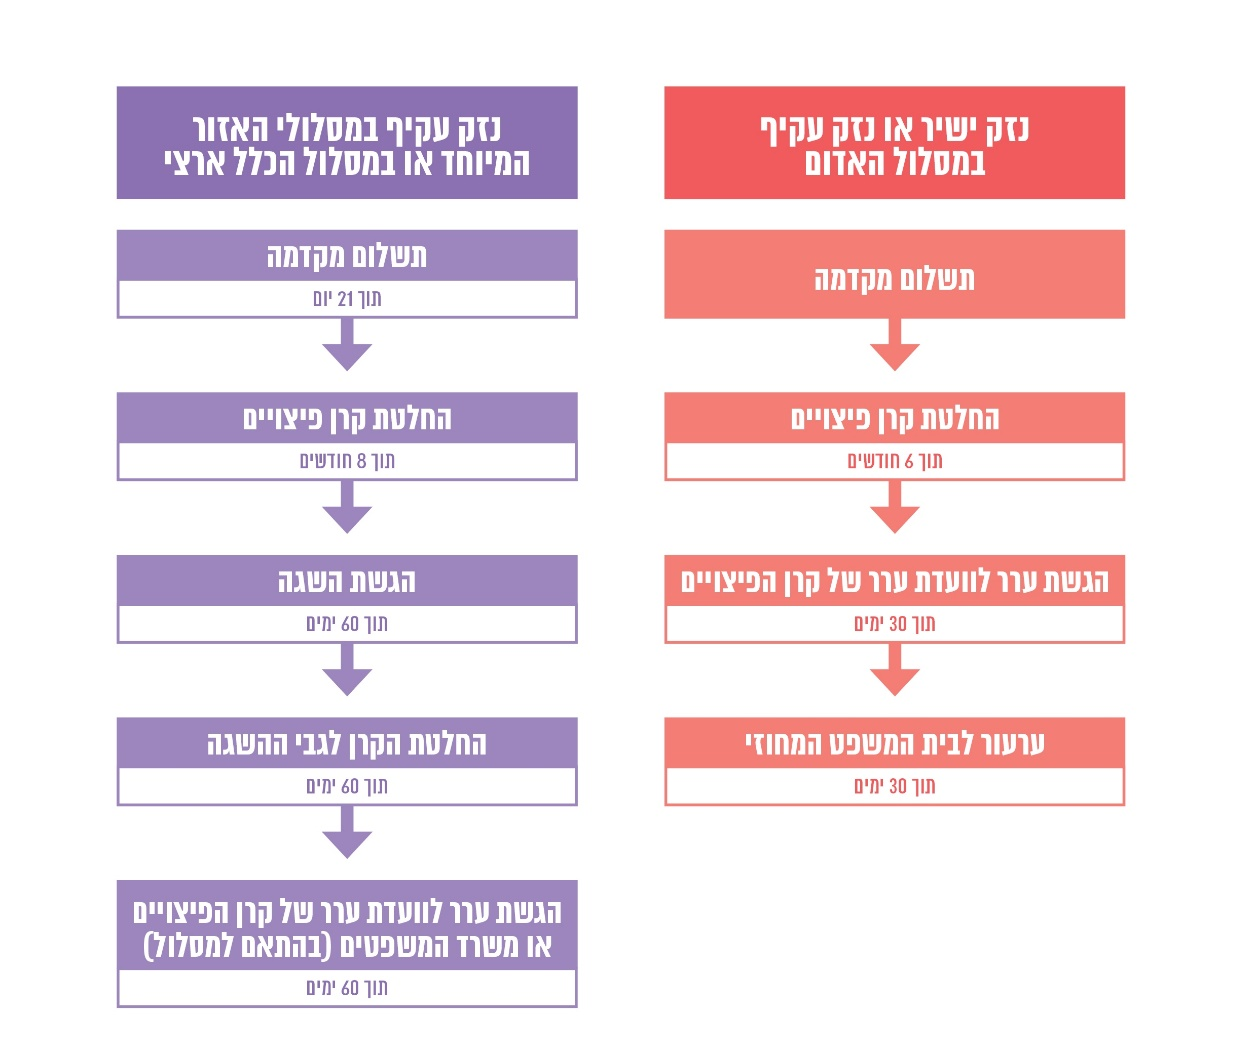 נזק ישיר או נזק עקיף
במסלול האדום
תשלום מקדמה
החלטת קרן פיצויים
תוך 6 חודשים
הגשת ערר לוועדת ערר של קרן הפיצויים
תוך 30 ימים
ערעור לבית המשפט המחוזי
תוך 30 ימים
נזק עקיף במסלולי האזור
המיוחד או במסלול הכלל ארצי
תשלום מקדמה
תוך 21 יום
החלטת קרן פיצויים
תוך 8 חודשים
הגשת השגה
תוך 60 ימים
החלטת הקרן לגבי ההשגה
תוך 60 ימים
הגשת ערר לוועדת ערר של קרן הפיצויים
או משרד המשפטים (בהתאם למסלול)
תוך 60 ימים